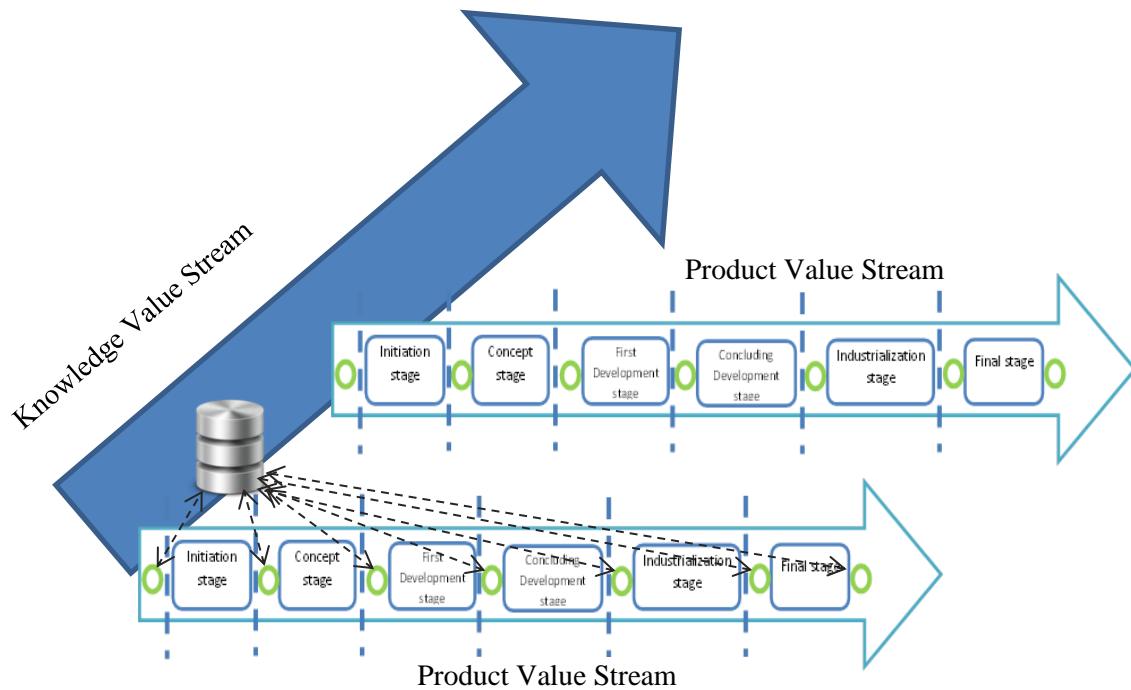 Knowledge Value Stream
Product Value Stream
Initiation
stage
Concept
stage
First
Development
stage
Concluding
Development
stage
Industrialization
stage
Final stage
Initiation
stage
Concept
stage
First
Development
stage
Concluding
Development
stage
Industrialization
stage
Final stage
Product Value Stream